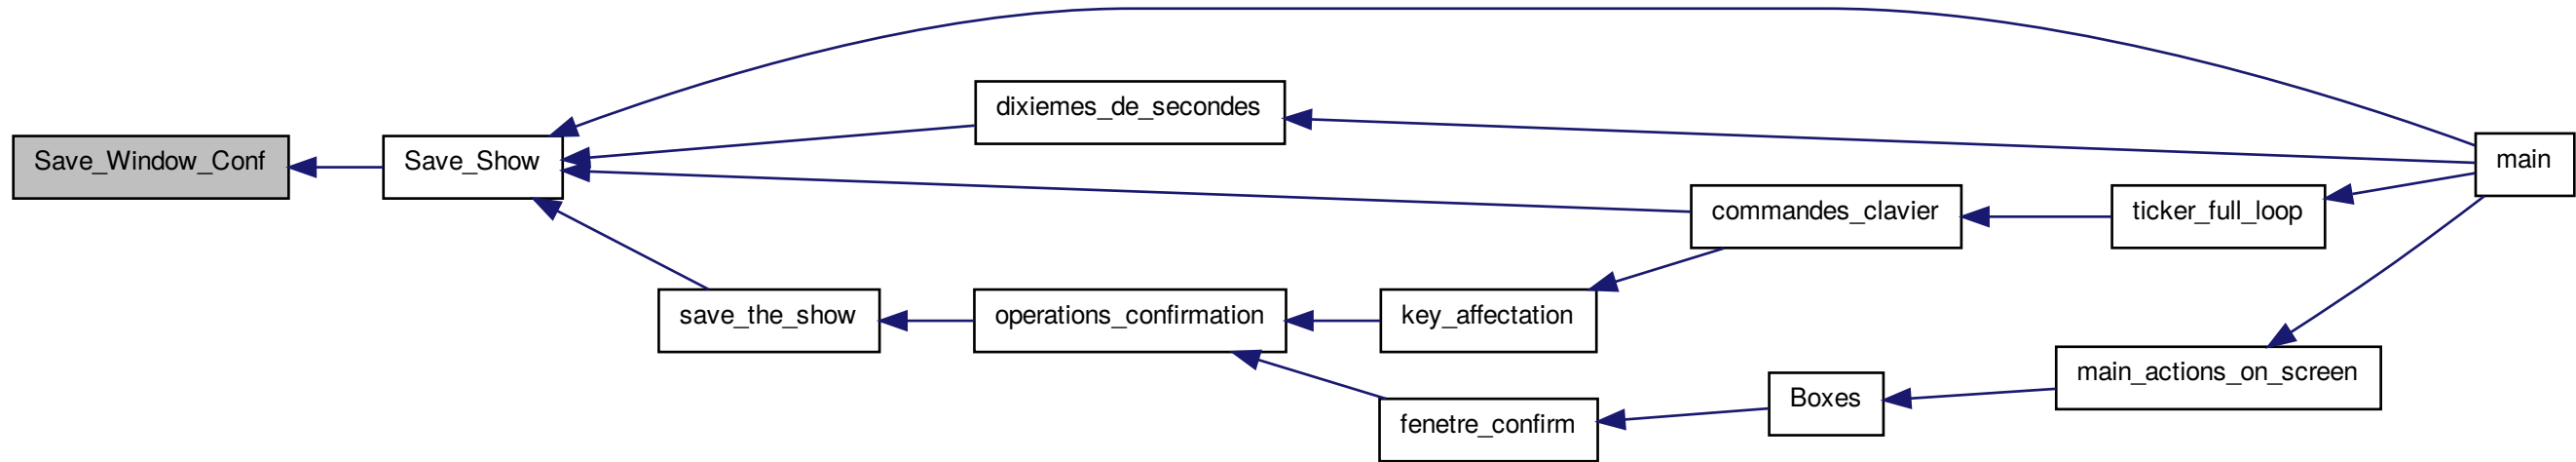 Save_Window_Conf
Save_Show
dixiemes_de_secondes
main
commandes_clavier
ticker_full_loop
save_the_show
operations_confirmation
key_affectation
main_actions_on_screen
Boxes
fenetre_confirm